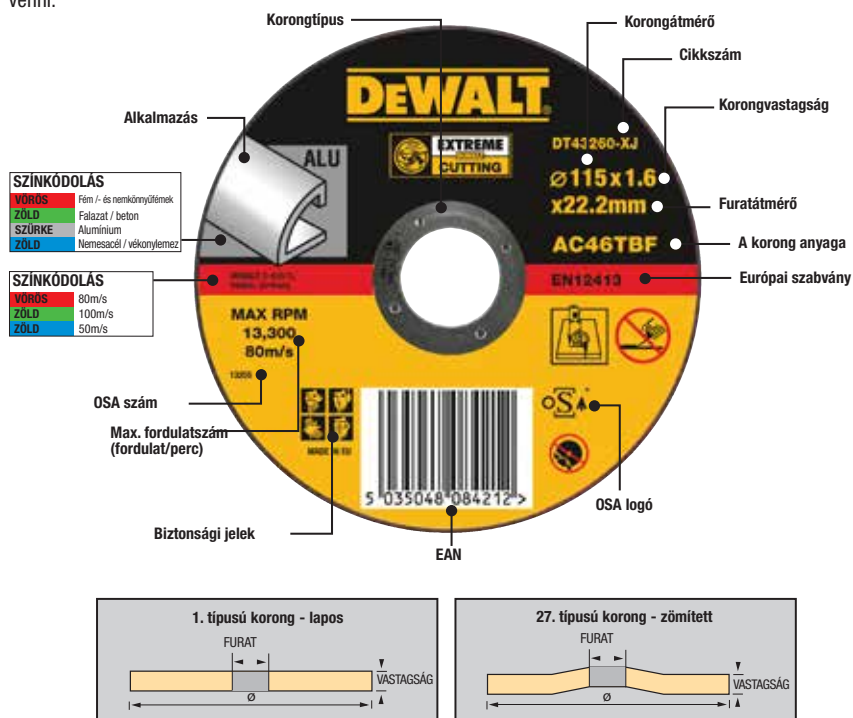 Korongtípus
Korongátmérő
Cikkszám
Korongvastagság
Alkalmazás
DEWALT
ALU
EXTREME
CUTTING
DT43260-XJ
ø115x1.6
x22.2mm
Furatátmérő
AC46TBF
A korong anyaga
EN12413
Európai szabvány
SZÍNKÓDOLÁS
VÖRÖS Fém /- és nemkönnyűfémek
ZÖLD Falazat / beton
SZÜRKE Alumínium
ZÖLD Nemesacél / vékonylemez
SZÍNKÓDOLÁS
VÖRÖS 80m/s
ZÖLD 100m/s
ZÖLD 50m/s
MAX RPM
13,300
80m/s
OSA szám
Max. fordulatszám
(fordulat/perc)
MADE IN EU
OSA logó
Biztonsági jelek
5 035048 084212 >
EAN
1. típusú korong - lapos
FURAT
VASTAGSÁG
Ø
27. típusú korong - zömített
FURAT
VASTAGSÁG
Ø